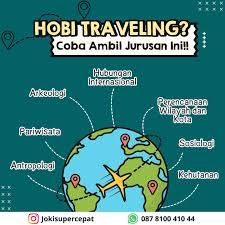 HOBI TRAVELING?
Coba Ambil Jurusan Ini!!
Hubungan
Internasional
Arkeologi
Perencanaan
Wilayah dan
Kota
Pariwisata
Sosiologi
Antropologi
Kehutanan
Jokisupercepat
087 8100 410 44